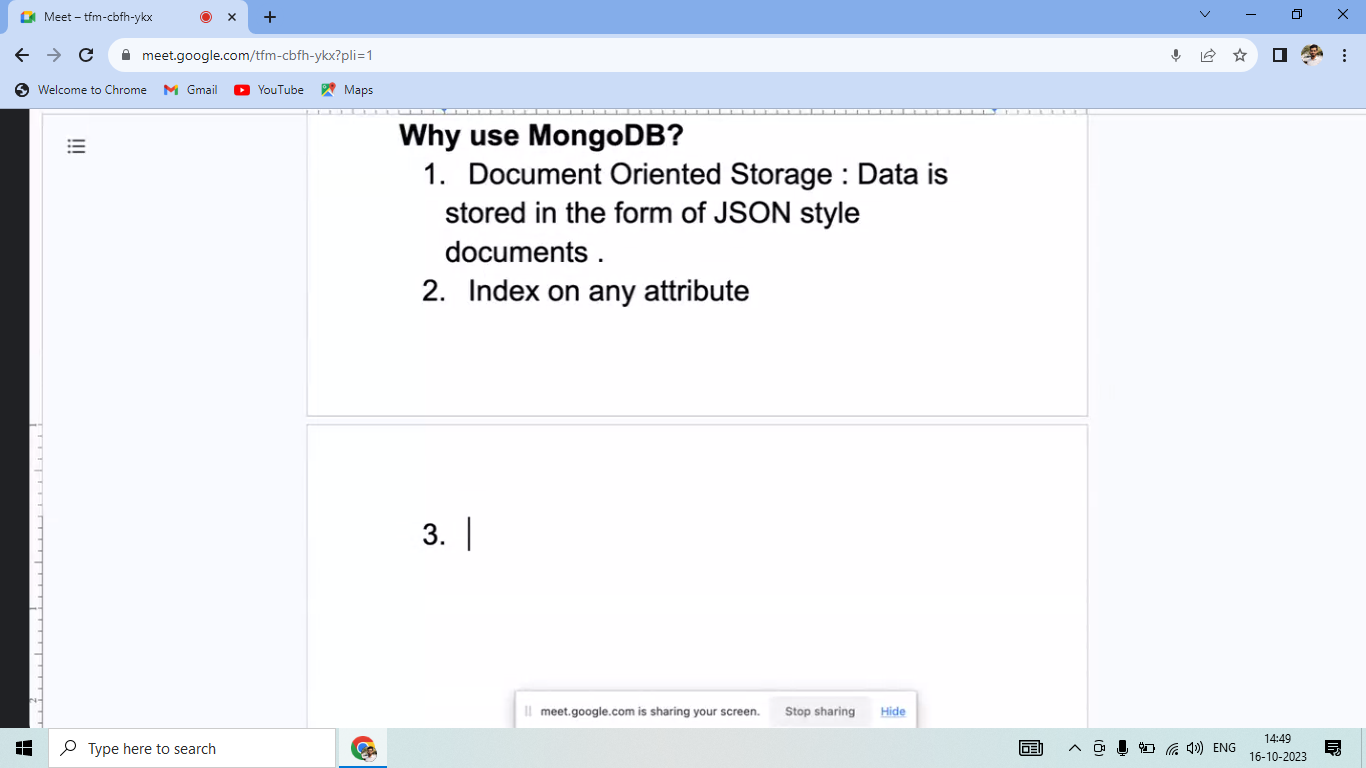 Meet – tfm-cbfh-ykx
meet.google.com/tfm-cbfh-ykx?pli=1
Welcome to Chrome Gmail YouTube Maps
Why use MongoDB?
1. Document Oriented Storage : Data is
stored in the form of JSON style
documents .
2. Index on any attribute
3.
meet.google.com is sharing your screen. Stop sharing Hide
Type here to search
ENG
14:49
16-10-2023